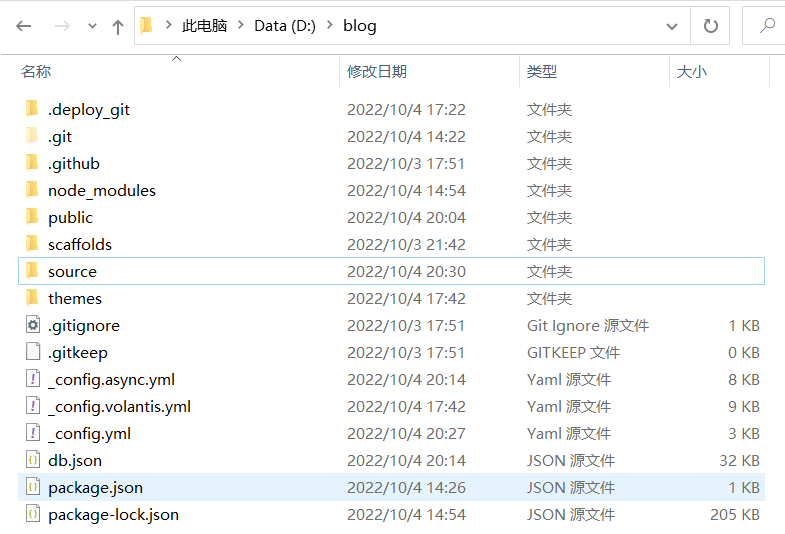 此电脑 Data (D:) blog
名称 修改日期 类型 大小
.deploy_git 2022/10/4 17:22 文件夹
.git 2022/10/4 14:22 文件夹
.github 2022/10/3 17:51 文件夹
node_modules 2022/10/4 14:54 文件夹
public 2022/10/4 20:04 文件夹
scaffolds 2022/10/3 21:42 文件夹
source 2022/10/4 20:30 文件夹
themes 2022/10/4 17:42 文件夹
.gitignore 2022/10/3 17:51 Git Ignore 源文件 1 KB
.gitkeep 2022/10/3 17:51 GITKEEP 文件 0 KB
_config.async.yml 2022/10/4 20:14 Yaml 源文件 8 KB
_config.volantis.yml 2022/10/4 17:42 Yaml 源文件 9 KB
_config.yml 2022/10/4 20:27 Yaml 源文件 3 KB
db.json 2022/10/4 20:14 JSON 源文件 32 KB
package.json 2022/10/4 14:26 JSON 源文件 1 KB
package-lock.json 2022/10/4 14:54 JSON 源文件 205 KB